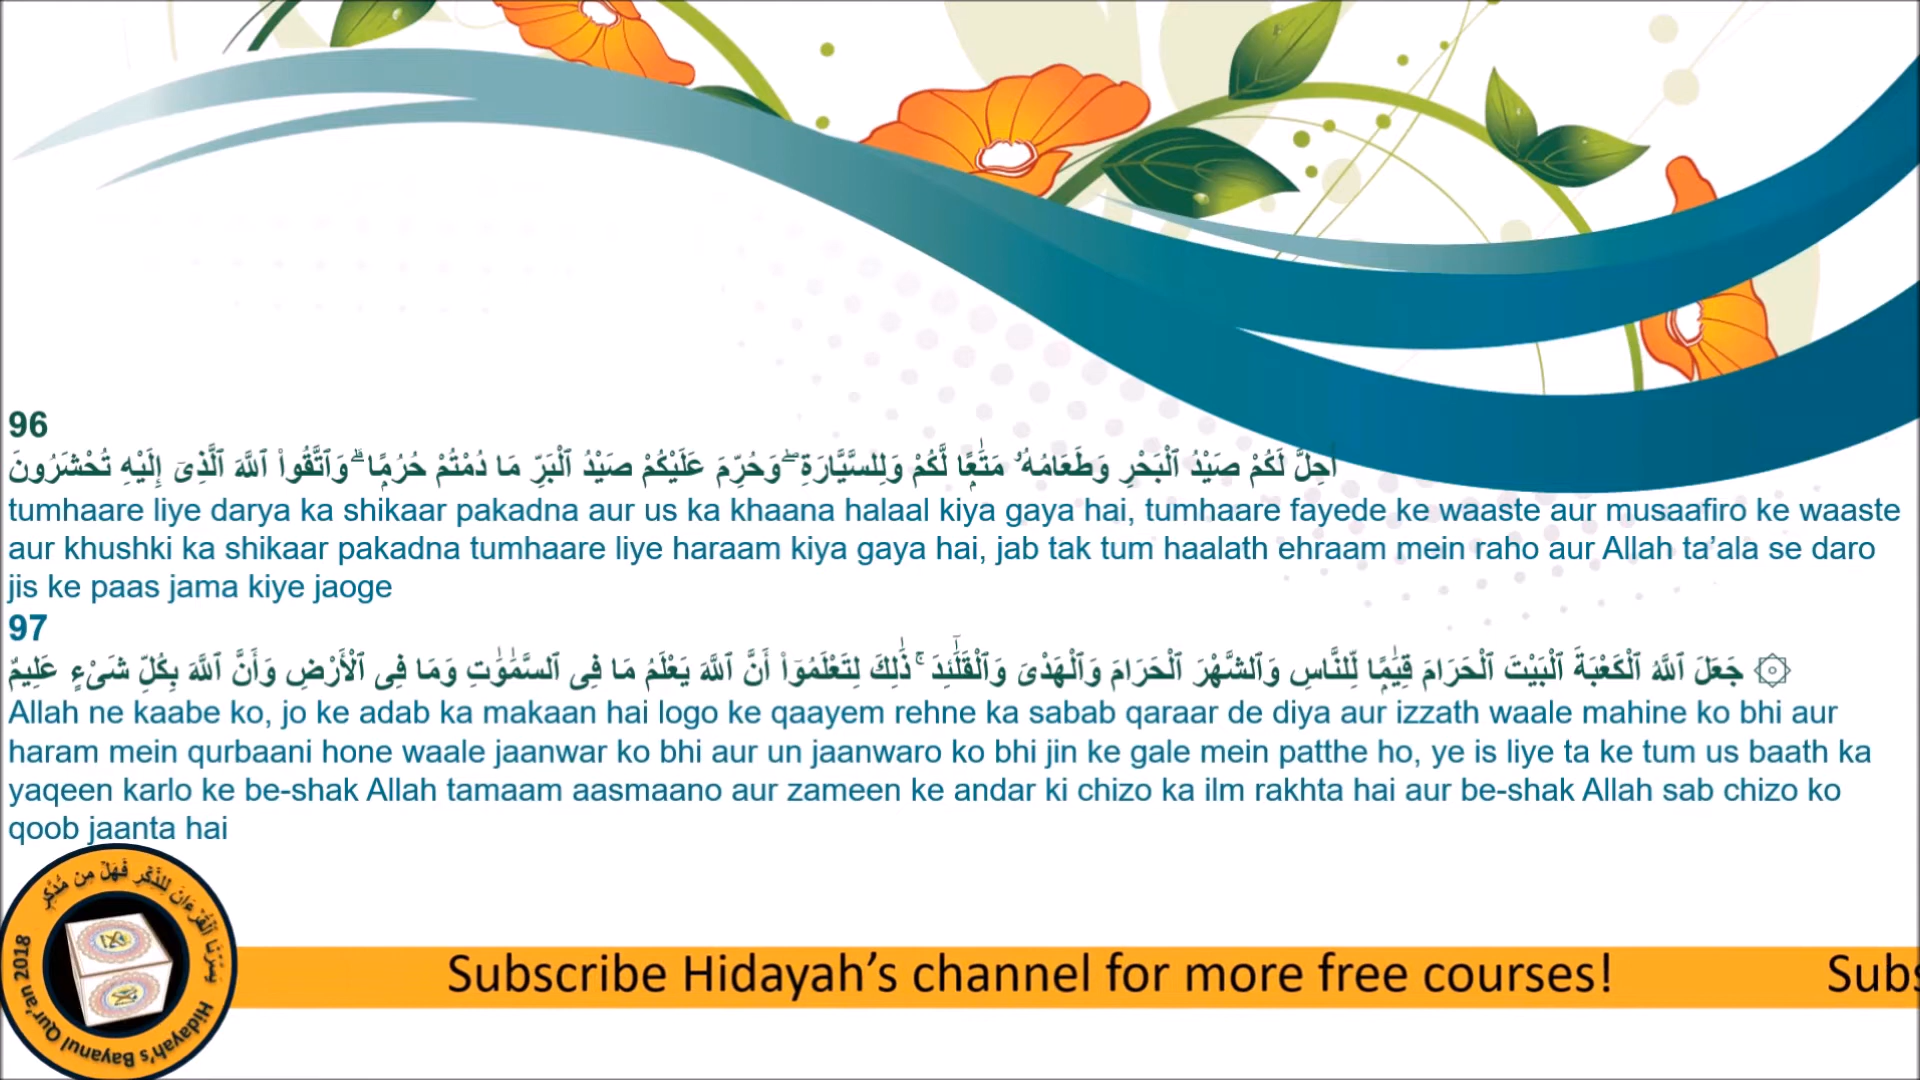 96
أُحِلَّ لَكُمْ صَيْدُ ٱلْبَحْرِ وَطَعَامُهُۥ مَتَٰعًۭا لَّكُمْ وَلِلسَّيَّارَةِ ۖ وَحُرِّمَ عَلَيْكُمْ صَيْدُ ٱلْبَرِّ مَا دُمْتُمْ حُرُمًۭا ۗ وَٱتَّقُوا۟ ٱللَّهَ ٱلَّذِىٓ إِلَيْهِ تُحْشَرُونَ
tumhaare liye darya ka shikaar pakadna aur us ka khaana halaal kiya gaya hai, tumhaare fayede ke waaste aur musaafiro ke waaste
aur khushki ka shikaar pakadna tumhaare liye haraam kiya gaya hai, jab tak tum haalath ehraam mein raho aur Allah ta’ala se daro
jis ke paas jama kiye jaoge
97
۞ جَعَلَ ٱللَّهُ ٱلْكَعْبَةَ ٱلْبَيْتَ ٱلْحَرَامَ قِيَٰمًۭا لِّلنَّاسِ وَٱلشَّهْرَ ٱلْحَرَامَ وَٱلْهَدْىَ وَٱلْقَلَٰٓئِدَ ۚ ذَٰلِكَ لِتَعْلَمُوٓا۟ أَنَّ ٱللَّهَ يَعْلَمُ مَا فِى ٱلسَّمَٰوَٰتِ وَمَا فِى ٱلْأَرْضِ وَأَنَّ ٱللَّهَ بِكُلِّ شَىْءٍ عَلِيمٌ
Allah ne kaabe ko, jo ke adab ka makaan hai logo ke qaayem rehne ka sabab qaraar de diya aur izzath waale mahine ko bhi aur
haram mein qurbaani hone waale jaanwar ko bhi aur un jaanwaro ko bhi jin ke gale mein patthe ho, ye is liye ta ke tum us baath ka
yaqeen karlo ke be-shak Allah tamaam aasmaano aur zameen ke andar ki chizo ka ilm rakhta hai aur be-shak Allah sab chizo ko
qoob jaanta hai
يَسَّرْنَا ٱلْقُرْءَانَ لِلذِّكْرِ فَهَلْ مِن مُّدَّكِرٍ
Hidayah's Bayanul Qur'an 2018
Subscribe Hidayah’s channel for more free courses!
Subs